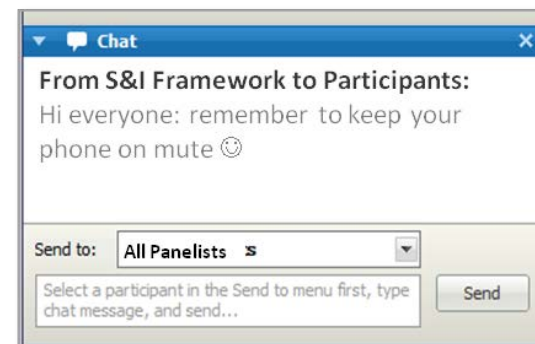 Chat
From S&I Framework to Participants:
Hi everyone: remember to keep your
phone on mute ☺
Send to: All Panelists s
Select a participant in the Send to menu first, type
chat message, and send...
Send